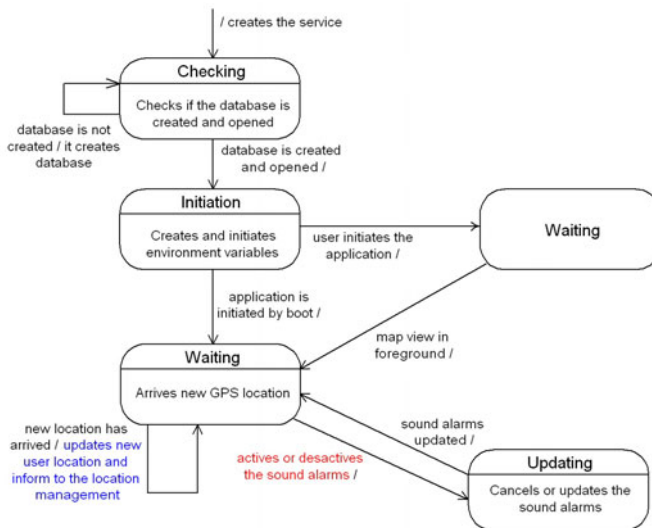 / creates the service
Checking
Checks if the database is
created and opened
database is not
created / it creates
database
database is created
and opened /
Initiation
Creates and initiates
environment variables
user initiates the
application /
Waiting
application is
initiated by boot /
map view in
foreground /
Waiting
Arrives new GPS location
new location has
arrived / updates new
user location and
inform to the location
management
sound alarms
updated /
actives or desactives
the sound alarms /
Updating
Cancels or updates the
sound alarms